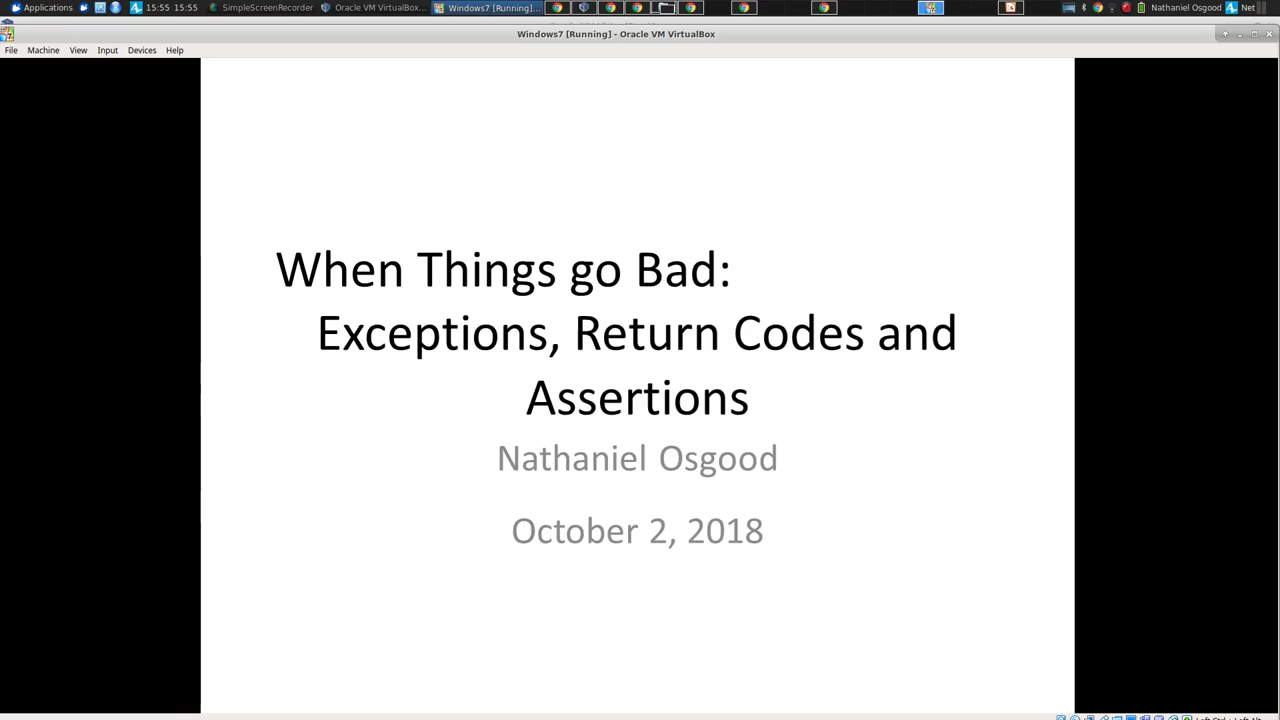 Applications
15:55 15:55
SimpleScreenRecorder
Oracle VM VirtualBox...
Windows7 [Running]...
Nathaniel Osgood
Net
Windows7 [Running] - Oracle VM VirtualBox
File Machine View Input Devices Help
When Things go Bad:
Exceptions, Return Codes and
Assertions
Nathaniel Osgood
October 2, 2018